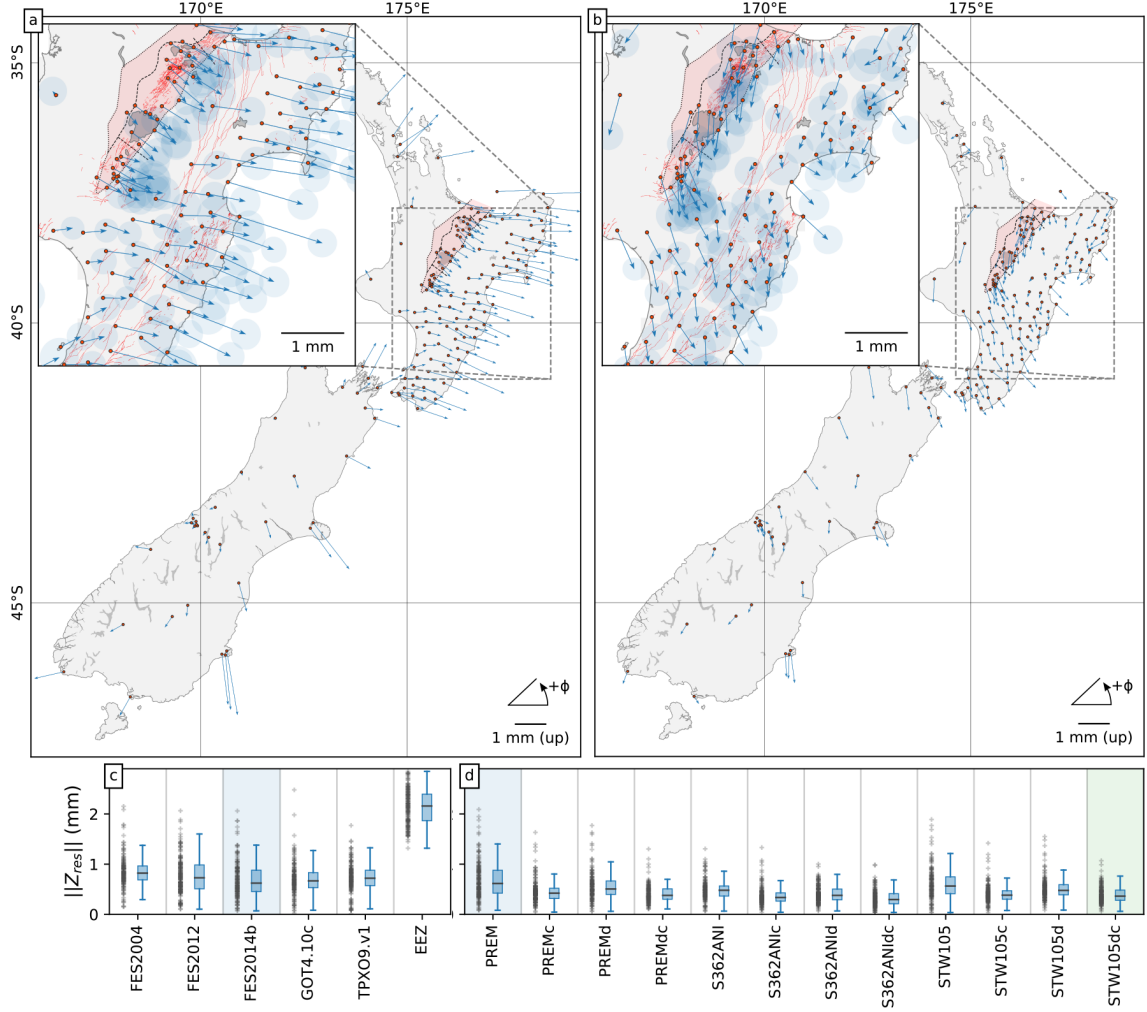 170°E
175°E
170°E
175°E
a
b
35°S
40°S
45°S
1 mm
1 mm
+ϕ
1 mm (up)
+ϕ
1 mm (up)
c
d
||Z_res|| (mm)
2
1
0
FES2004
FES2012
FES2014b
GOT4.10c
TPXO9.v1
EEZ
PREM
PREMc
PREMd
PREMdc
S362ANI
S362ANIc
S362ANId
S362ANIdc
STW105
STW105c
STW105d
STW105dc